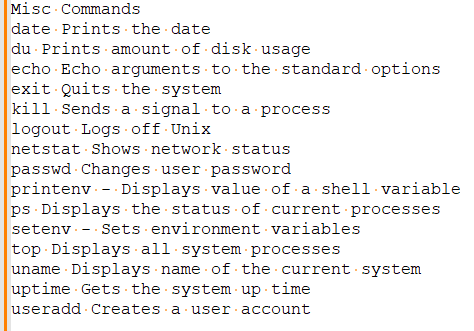 Misc Commands
date Prints the date
du Prints amount of disk usage
echo Echo arguments to the standard options
exit Quits the system
kill Sends a signal to a process
logout Logs off Unix
netstat Shows network status
passwd Changes user password
printenv - Displays value of a shell variable
ps Displays the status of current processes
setenv - Sets environment variables
top Displays all system processes
uname Displays name of the current system
uptime Gets the system up time
useradd Creates a user account